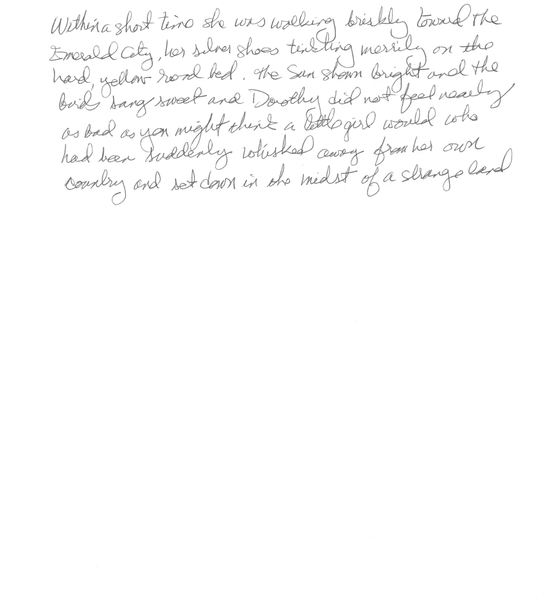 Within a short time she was walking briskly toward the
Emerald City, her silver shoes tinkling merrily on the
hard, yellow road bed. the Sun shown bright and the
birds sang sweet and Dorothy did not feel nearly
as bad as you might think a little girl would who
had been suddenly whisked away from her own
country and set down in the midst of a strange land